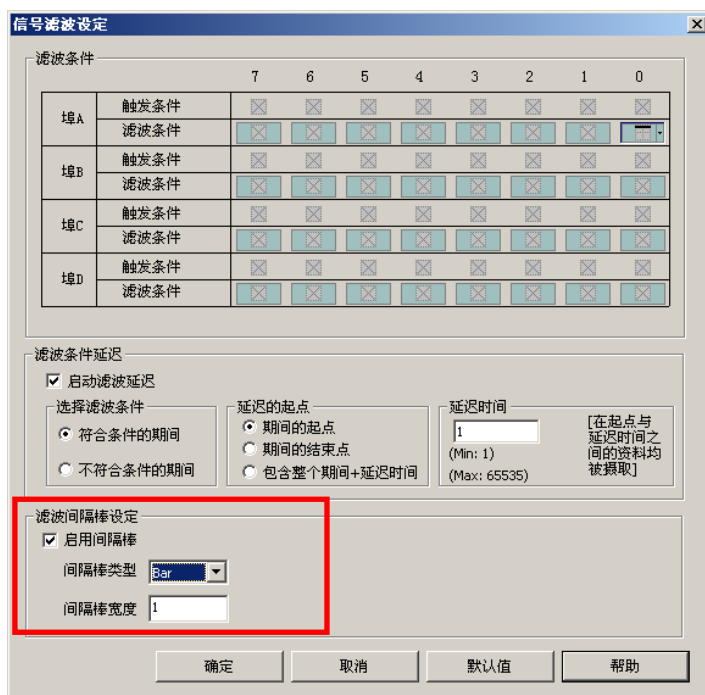 信号滤波设定
滤波条件
7 6 5 4 3 2 1 0
埠A 触发条件
滤波条件
埠B 触发条件
滤波条件
埠C 触发条件
滤波条件
埠D 触发条件
滤波条件
滤波条件延迟
启动滤波延迟
选择滤波条件
符合条件的期间
不符合条件的期间
延迟的起点
期间的起点
期间的结束点
包含整个期间+延迟时间
延迟时间
1
(Min: 1)
(Max: 65535)
[在起点与
延迟时间之
间的资料均
被摄取]
滤波间隔棒设定
启用间隔棒
间隔棒类型 Bar
间隔棒宽度 1
确定 取消 默认值 帮助